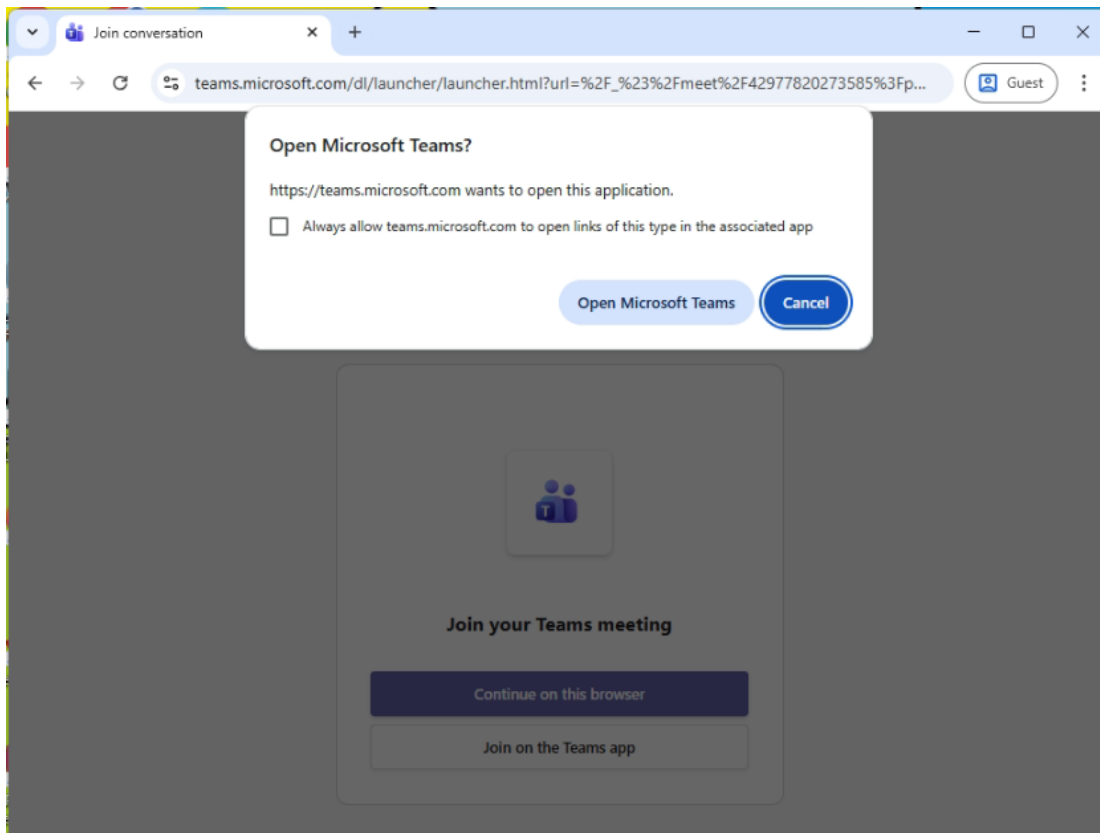 Join conversation
teams.microsoft.com/dl/launcher/launcher.html?url=%2F_%23%2Fmeet%2F42977820273585%3Fp...
Guest
Open Microsoft Teams?
https://teams.microsoft.com wants to open this application.
Always allow teams.microsoft.com to open links of this type in the associated app
Open Microsoft Teams
Cancel
T
Join your Teams meeting
Continue on this browser
Join on the Teams app